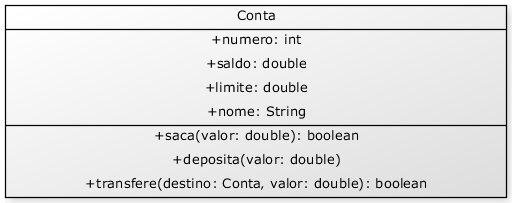 Conta
+numero: int
+saldo: double
+limite: double
+nome: String
+saca(valor: double): boolean
+deposita(valor: double)
+transfere(destino: Conta, valor: double): boolean